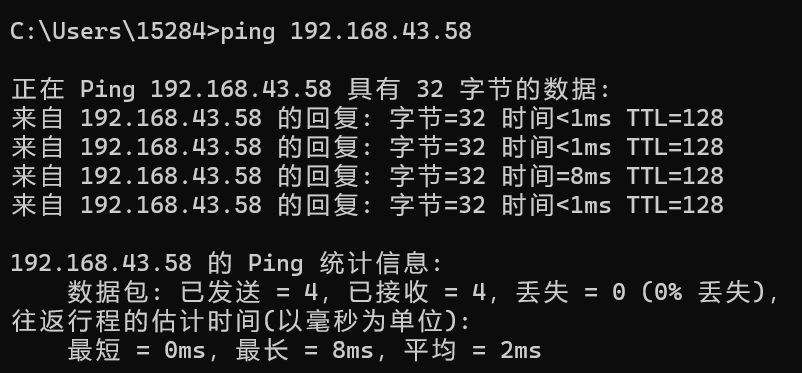 C:\Users\15284>ping 192.168.43.58
正在 Ping 192.168.43.58 具有 32 字节的数据:
来自 192.168.43.58 的回复: 字节=32 时间<1ms TTL=128
来自 192.168.43.58 的回复: 字节=32 时间<1ms TTL=128
来自 192.168.43.58 的回复: 字节=32 时间=8ms TTL=128
来自 192.168.43.58 的回复: 字节=32 时间<1ms TTL=128
192.168.43.58 的 Ping 统计信息:
    数据包: 已发送 = 4, 已接收 = 4, 丢失 = 0 (0% 丢失),
往返行程的估计时间(以毫秒为单位):
    最短 = 0ms, 最长 = 8ms, 平均 = 2ms